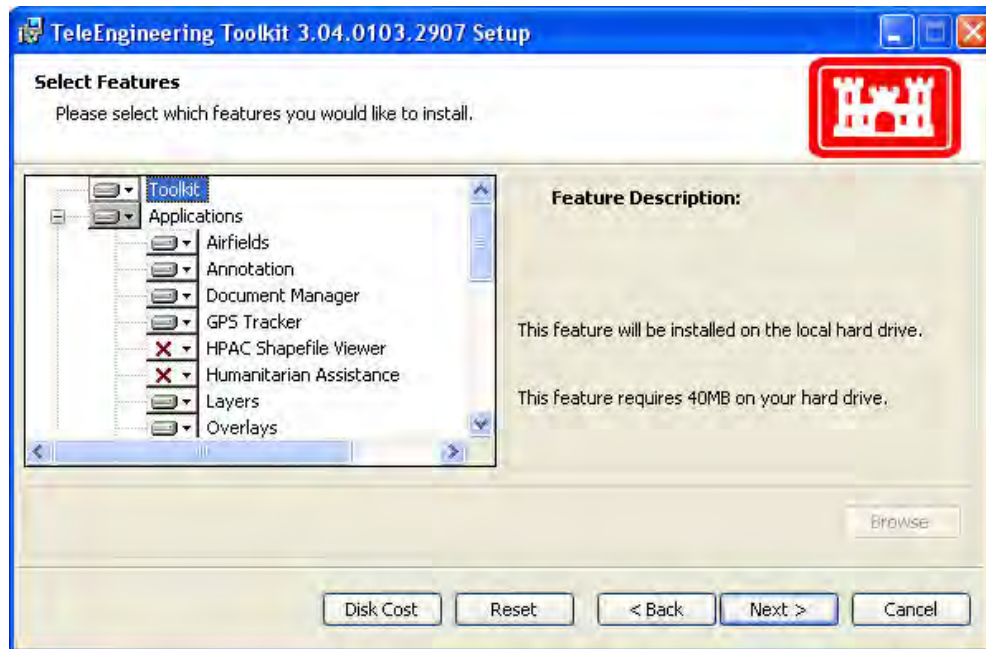 TeleEngineering Toolkit 3.04.0103.2907 Setup
Select Features
Please select which features you would like to install.
Toolkit
Applications
Airfields
Annotation
Document Manager
GPS Tracker
HPAC Shapefile Viewer
Humanitarian Assistance
Layers
Overlays
Feature Description:
This feature will be installed on the local hard drive.
This feature requires 40MB on your hard drive.
Browse
Disk Cost
Reset
< Back
Next >
Cancel